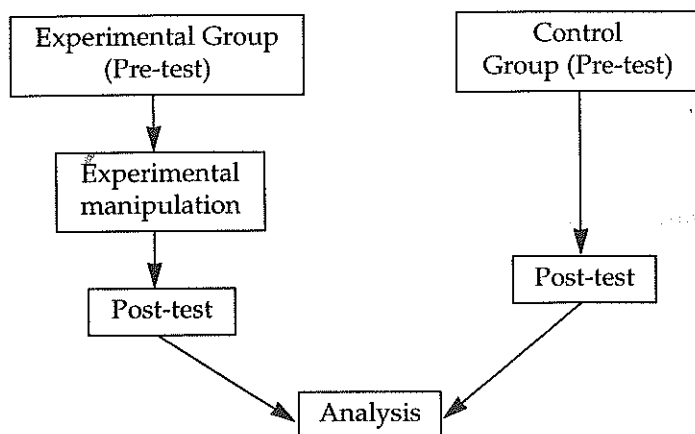 Experimental Group
(Pre-test)
Control
Group (Pre-test)
Experimental
manipulation
Post-test
Post-test
Analysis